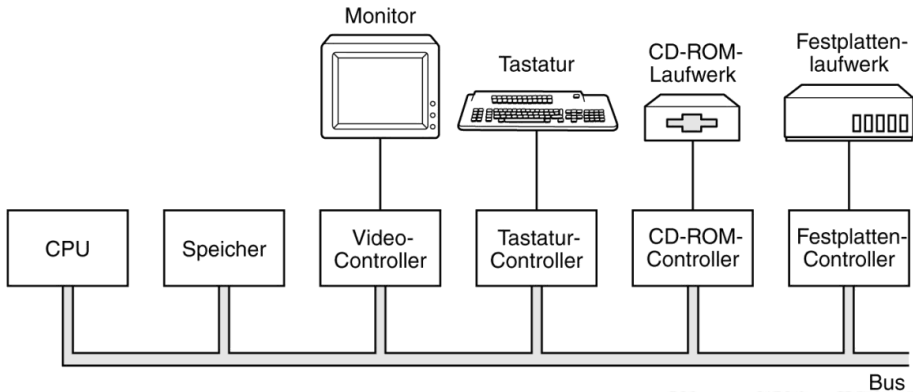 Monitor
Tastatur
CD-ROM-
Laufwerk
Festplatten-
laufwerk
CPU
Speicher
Video-
Controller
Tastatur-
Controller
CD-ROM-
Controller
Festplatten-
Controller
Bus